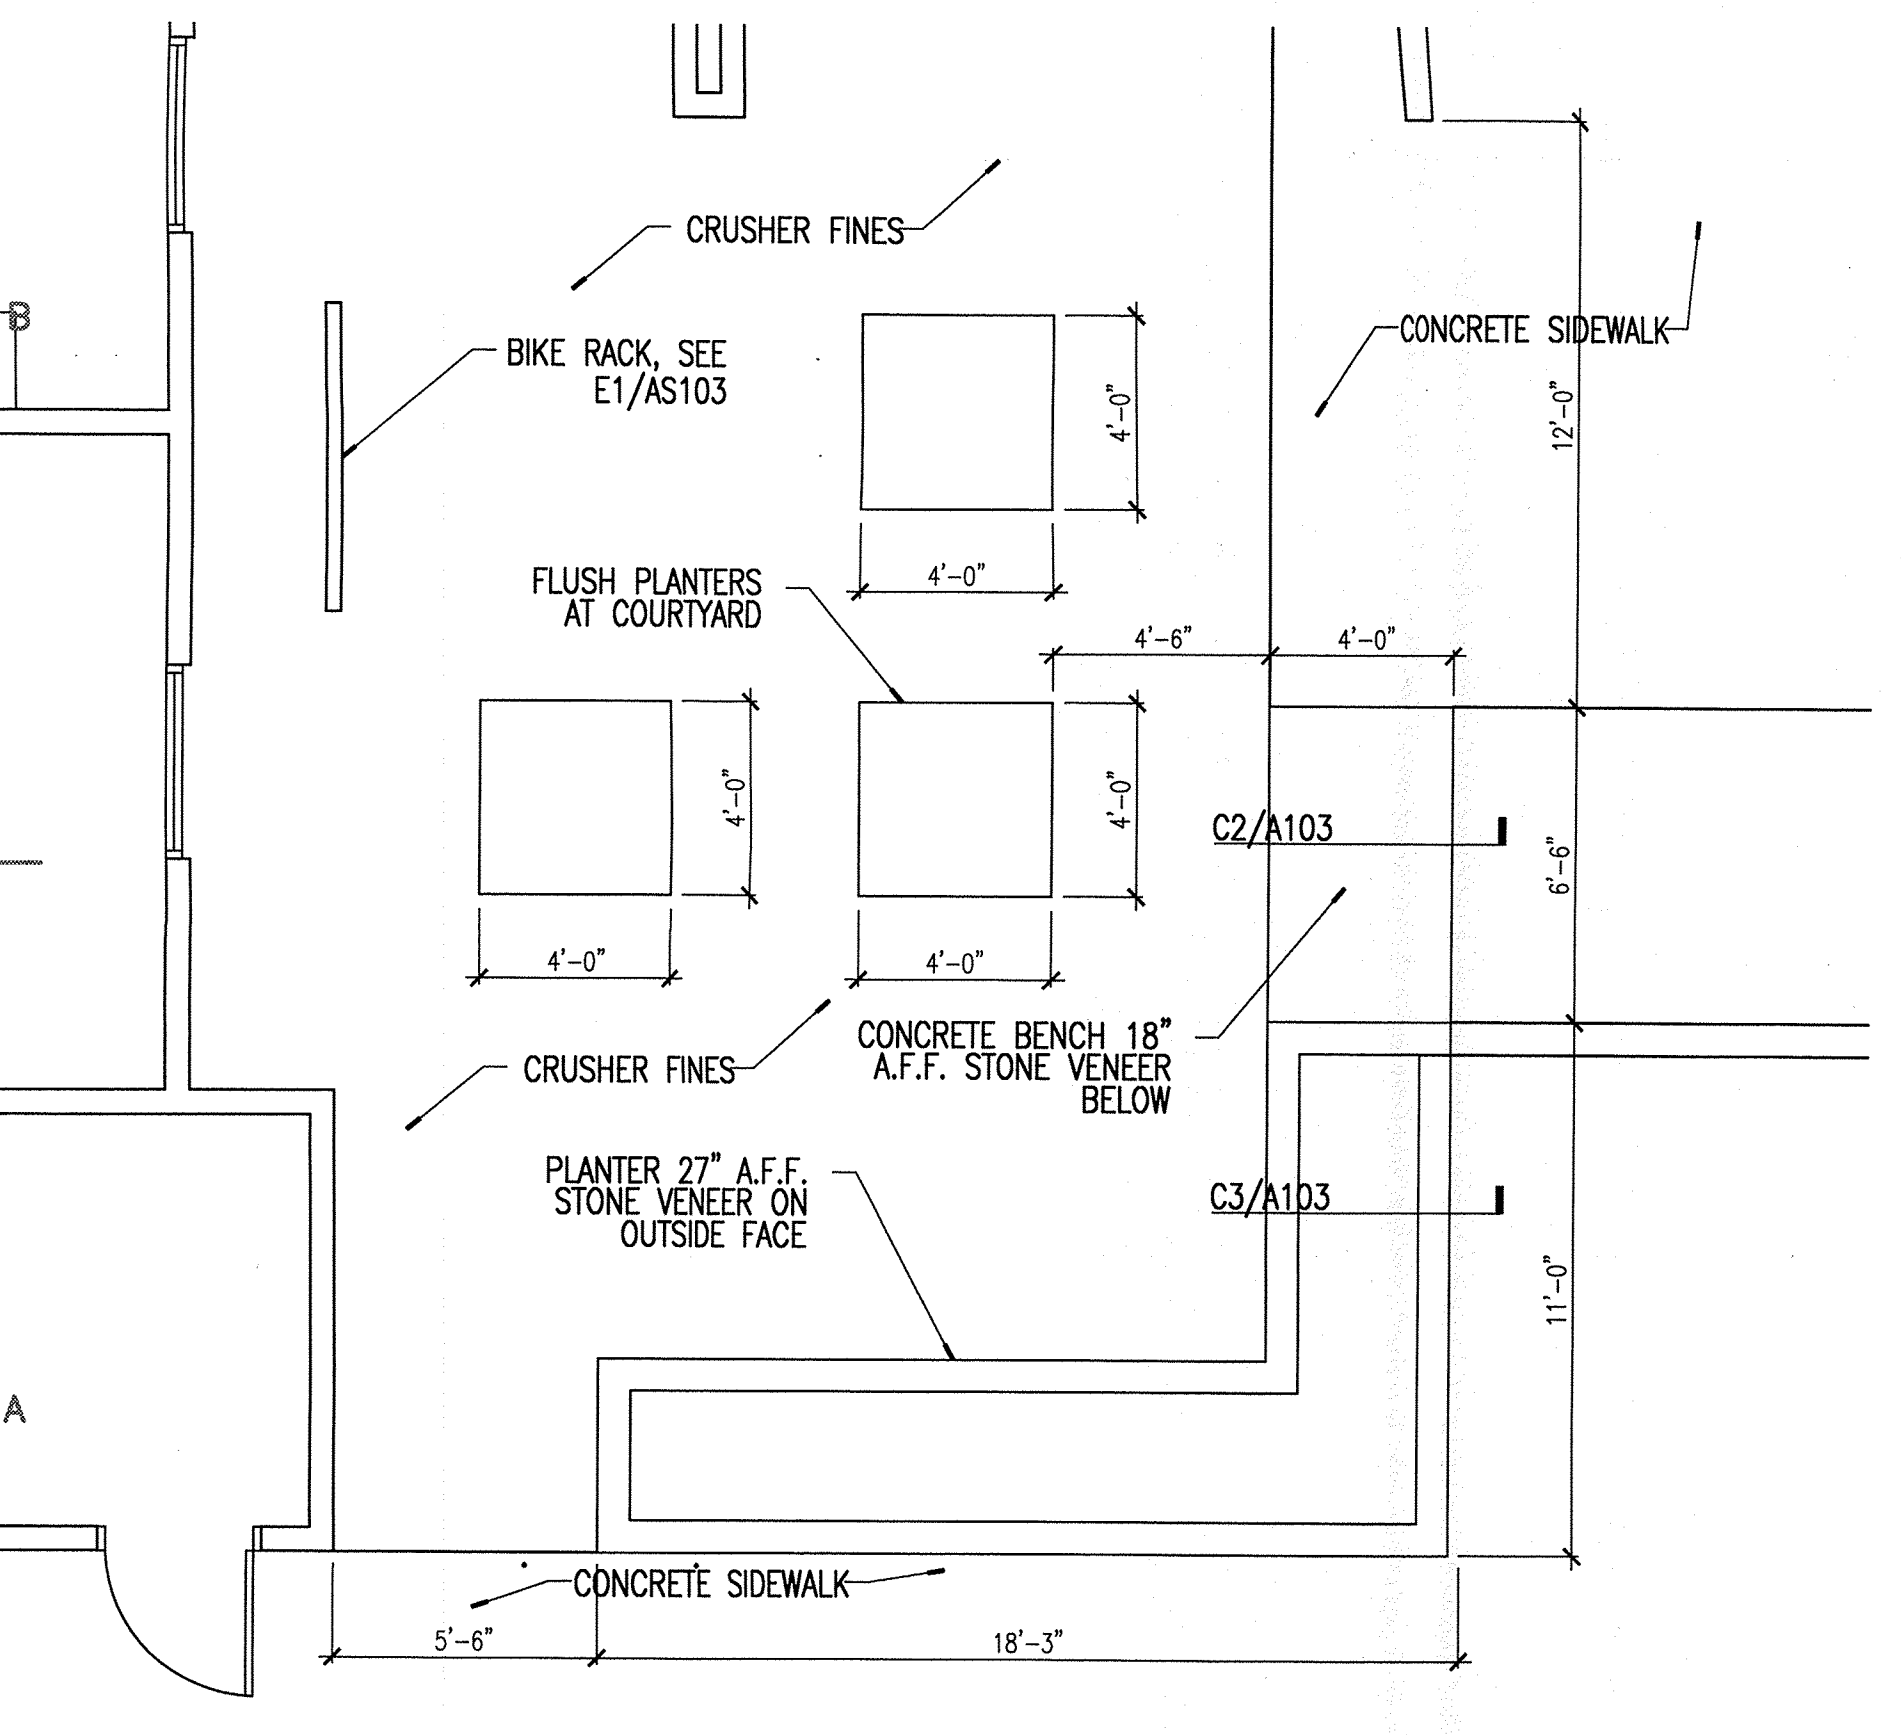 CRUSHER FINES
B
CONCRETE SIDEWALK
BIKE RACK, SEE
E1/AS103
4'-0"
12'-0"
4'-0"
FLUSH PLANTERS
AT COURTYARD
4'-6"
4'-0"
4'-0"
4'-0"
C2/A103
6'-6"
4'-0"
4'-0"
CONCRETE BENCH 18"
A.F.F. STONE VENEER
BELOW
CRUSHER FINES
PLANTER 27" A.F.F.
STONE VENEER ON
OUTSIDE FACE
C3/A103
11'-0"
A
CONCRETE SIDEWALK
5'-6"
18'-3"